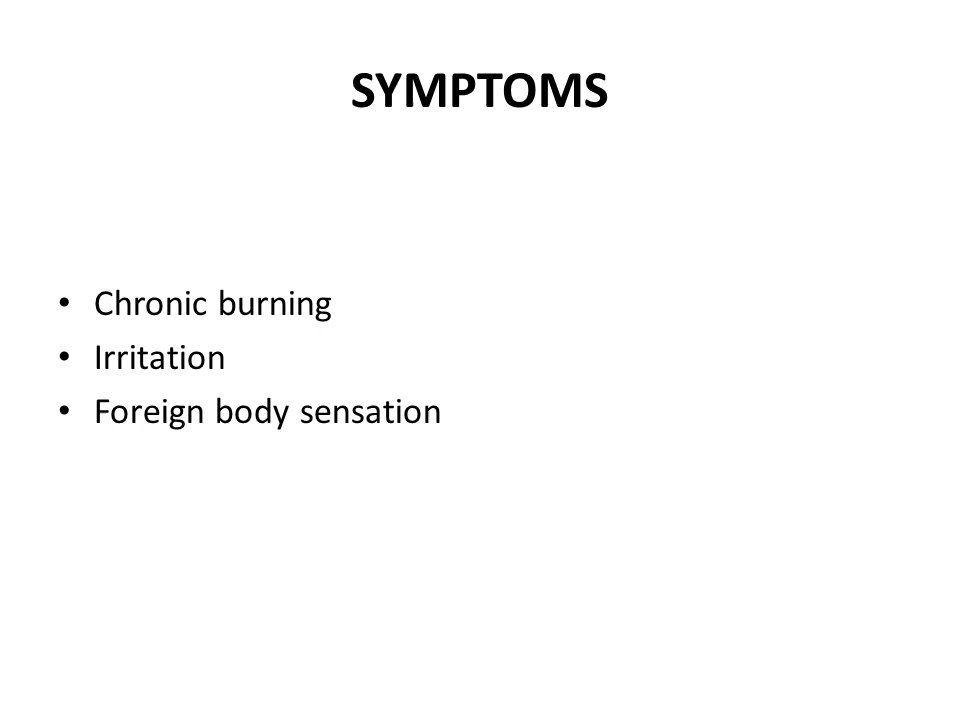 SYMPTOMS
• Chronic burning
• Irritation
• Foreign body sensation